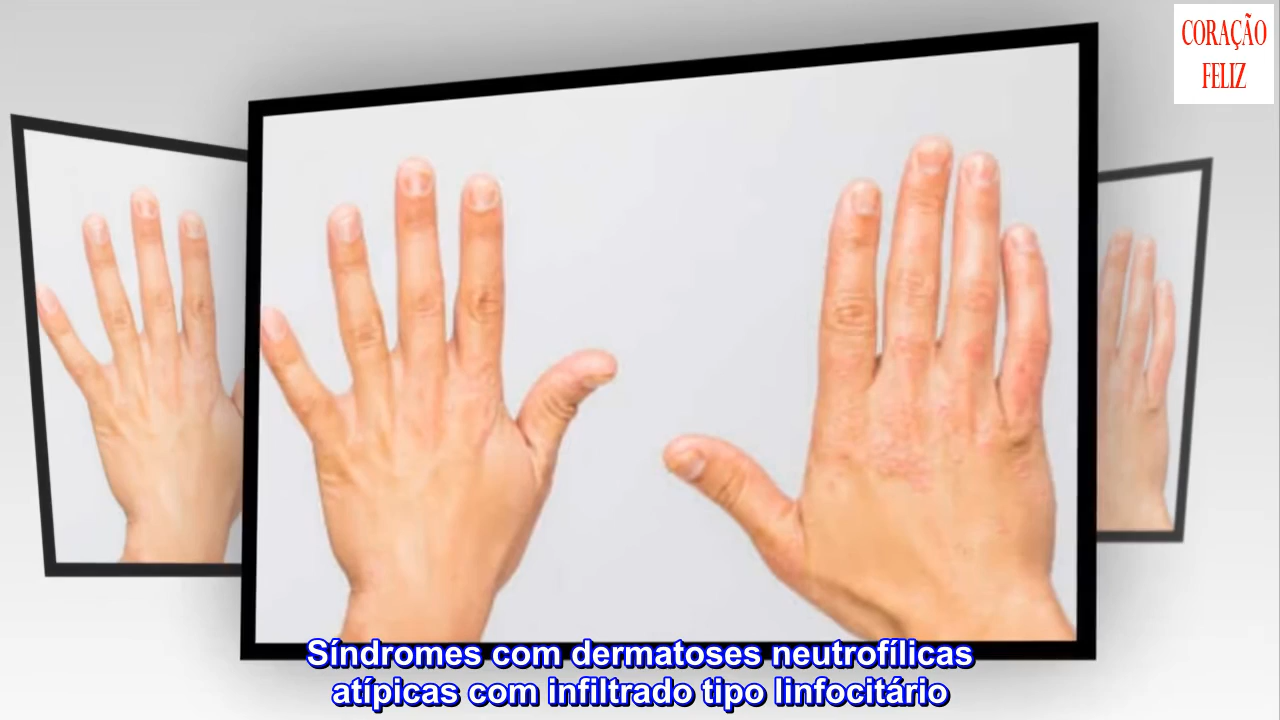 CORAÇÃO
FELIZ
Síndromes com dermatoses neutrofílicas
atípicas com infiltrado tipo linfocitário